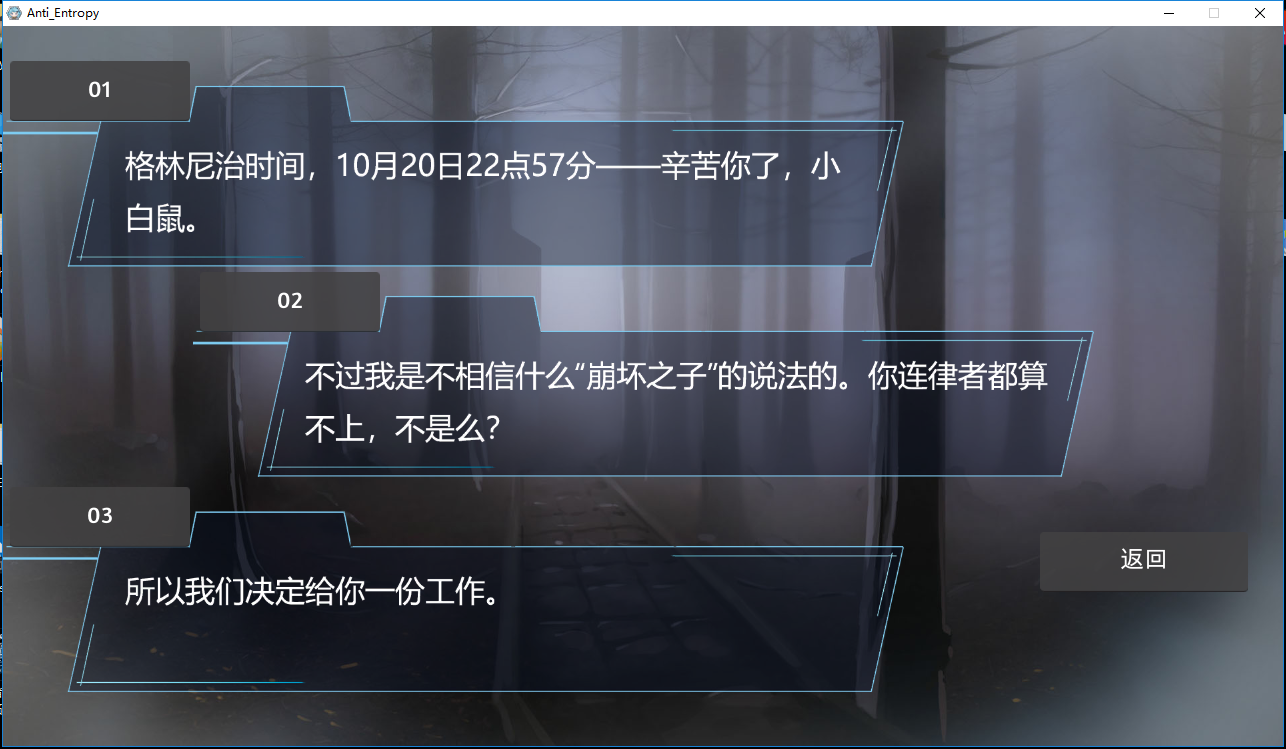 Anti_Entropy
01
格林尼治时间，10月20日22点57分——辛苦你了，小
白鼠。
02
不过我是不相信什么“崩坏之子”的说法的。你连律者都算
不上，不是么？
03
所以我们决定给你一份工作。
返回